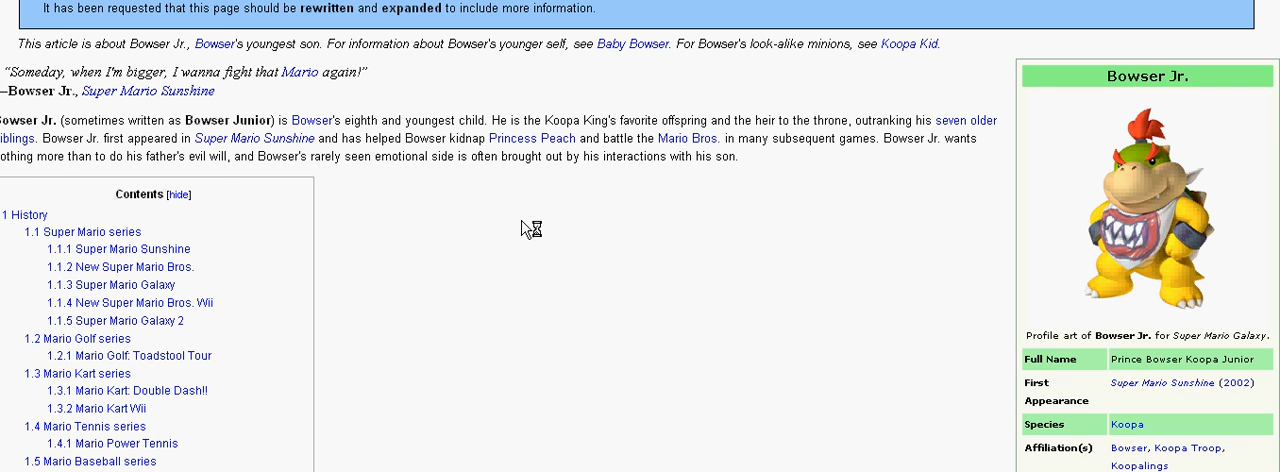 It has been requested that this page should be rewritten and expanded to include more information.
This article is about Bowser Jr., Bowser's youngest son. For information about Bowser's younger self, see Baby Bowser. For Bowser's look-alike minions, see Koopa Kid.
“Someday, when I'm bigger, I wanna fight that Mario again!”
–Bowser Jr., Super Mario Sunshine
owser Jr. (sometimes written as Bowser Junior) is Bowser's eighth and youngest child. He is the Koopa King's favorite offspring and the heir to the throne, outranking his seven older
iblings. Bowser Jr. first appeared in Super Mario Sunshine and has helped Bowser kidnap Princess Peach and battle the Mario Bros. in many subsequent games. Bowser Jr. wants
othing more than to do his father's evil will, and Bowser's rarely seen emotional side is often brought out by his interactions with his son.
Contents [hide]
1 History
1.1 Super Mario series
1.1.1 Super Mario Sunshine
1.1.2 New Super Mario Bros.
1.1.3 Super Mario Galaxy
1.1.4 New Super Mario Bros. Wii
1.1.5 Super Mario Galaxy 2
1.2 Mario Golf series
1.2.1 Mario Golf: Toadstool Tour
1.3 Mario Kart series
1.3.1 Mario Kart: Double Dash!!
1.3.2 Mario Kart Wii
1.4 Mario Tennis series
1.4.1 Mario Power Tennis
1.5 Mario Baseball series
Bowser Jr.
Profile art of Bowser Jr. for Super Mario Galaxy.
Full Name Prince Bowser Koopa Junior
First Appearance Super Mario Sunshine (2002)
Species Koopa
Affiliation(s) Bowser, Koopa Troop,
Koopalings